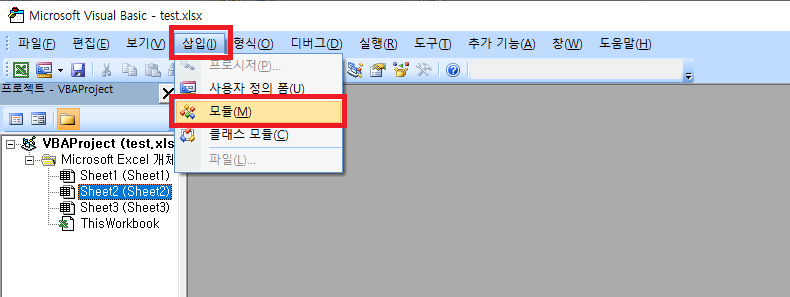 Microsoft Visual Basic - test.xlsx
파일(F) 편집(E) 보기(V) 삽입(I) 형식(O) 디버그(D) 실행(R) 도구(T) 추가 기능(A) 창(W) 도움말(H)
프로시저(P)...
사용자 정의 폼(U)
모듈(M)
클래스 모듈(C)
파일(L)...
프로젝트 - VBAProject
VBAProject (test.xls
Microsoft Excel 개체
Sheet1 (Sheet1)
Sheet2 (Sheet2)
Sheet3 (Sheet3)
ThisWorkbook